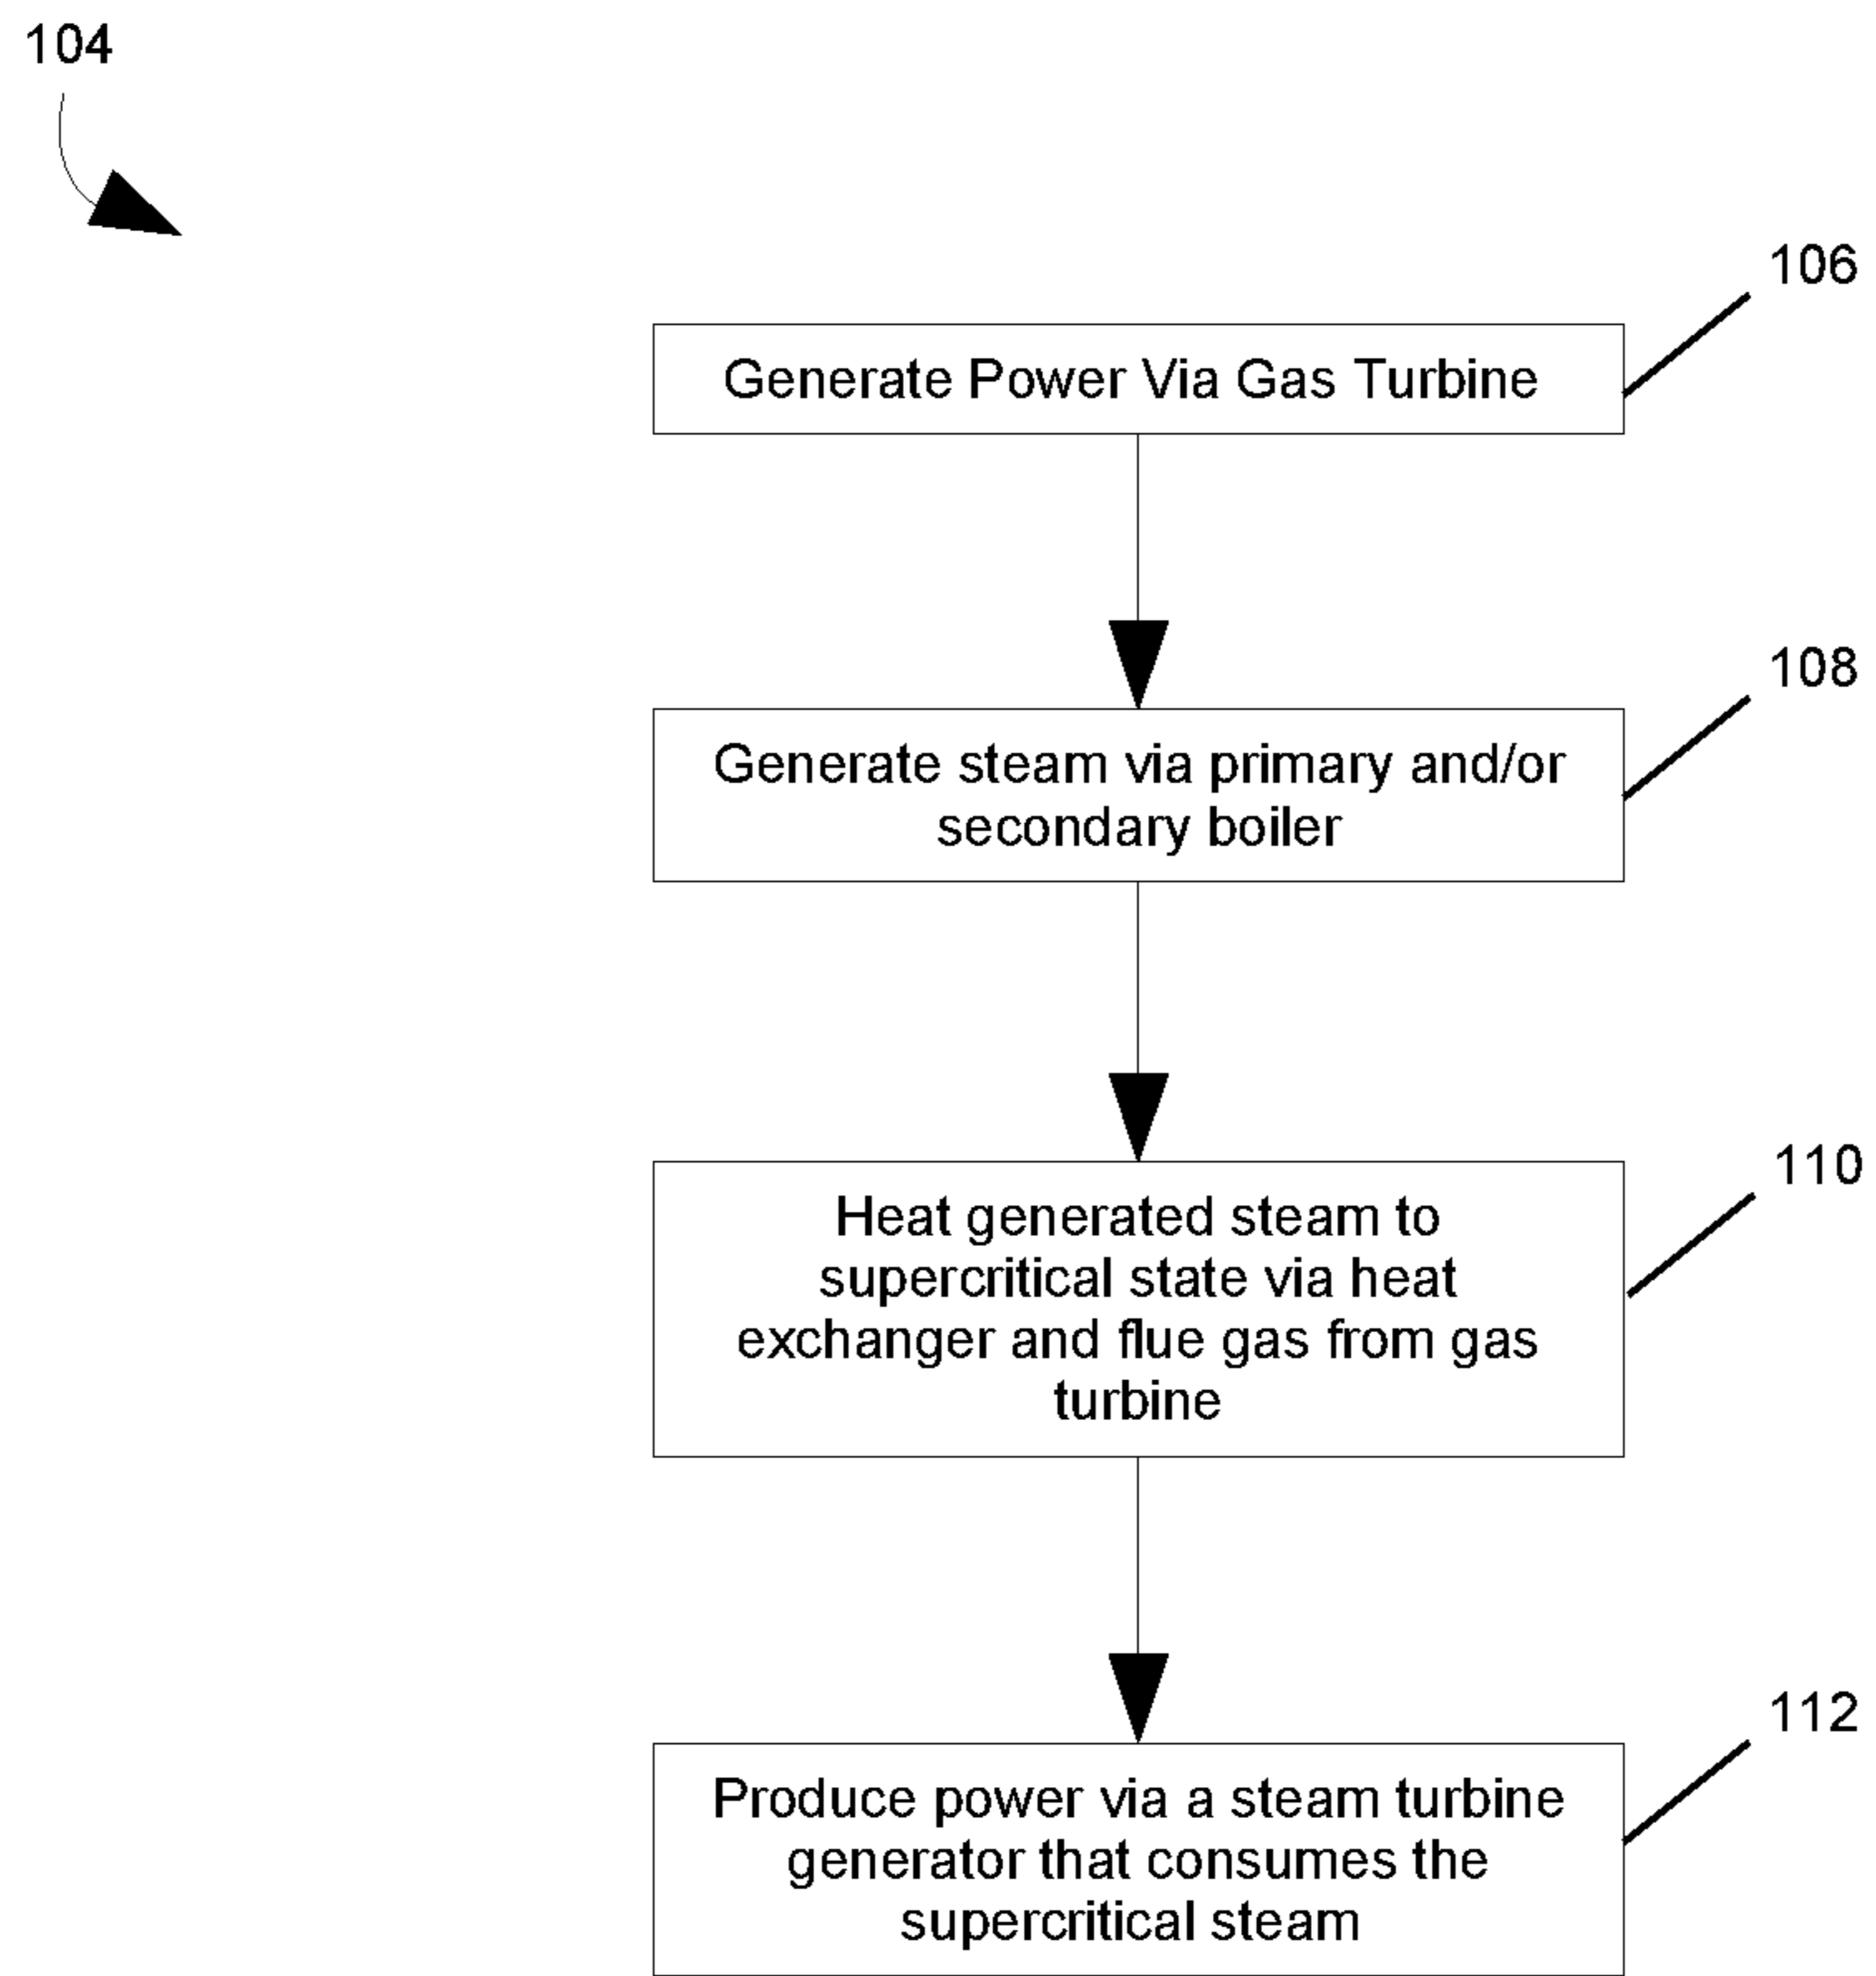 104
106
Generate Power Via Gas Turbine
108
Generate steam via primary and/or
secondary boiler
110
Heat generated steam to
supercritical state via heat
exchanger and flue gas from gas
turbine
112
Produce power via a steam turbine
generator that consumes the
supercritical steam